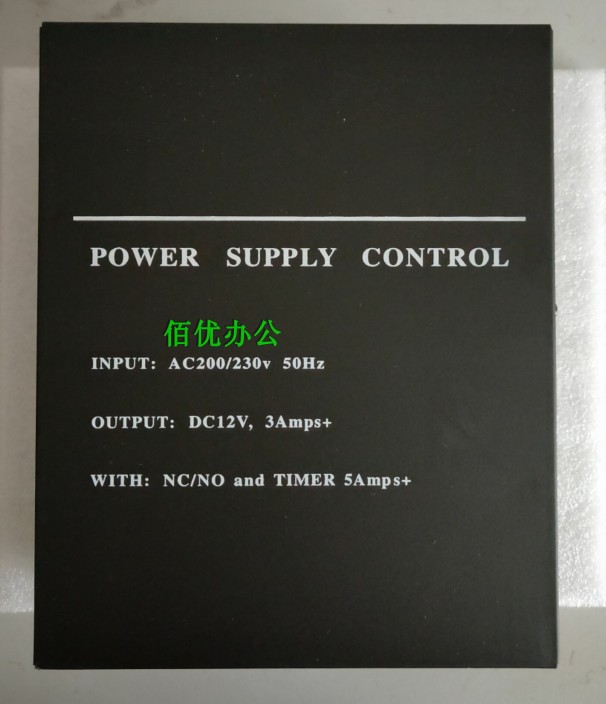 POWER SUPPLY CONTROL
佰优办公
INPUT: AC200/230v 50Hz
OUTPUT: DC12V, 3Amps+
WITH: NC/NO and TIMER 5Amps+